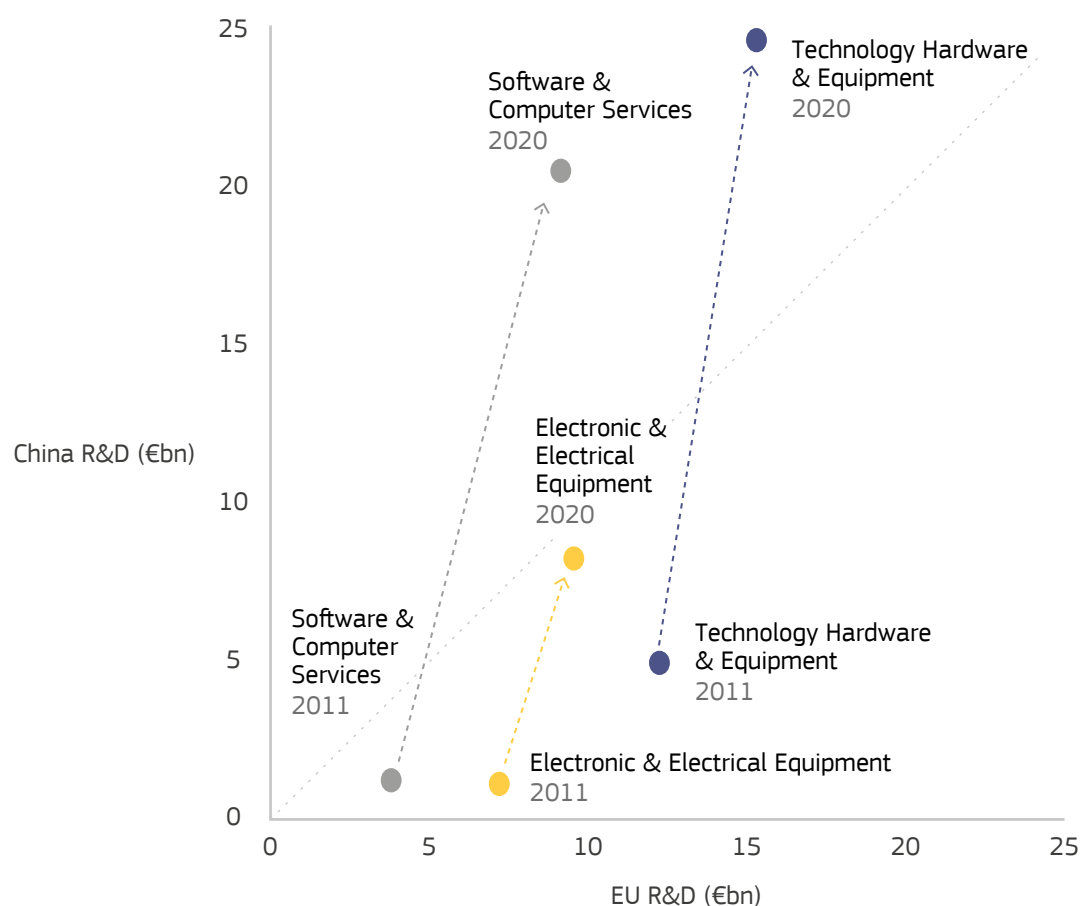 25
Technology Hardware
& Equipment
2020
Software &
Computer Services
2020
20
15
Electronic &
Electrical
Equipment
2020
China R&D (€bn)
10
Software &
Computer
Services
2011
Technology Hardware
& Equipment
2011
5
Electronic & Electrical Equipment
2011
0
0 5 10 15 20 25
EU R&D (€bn)